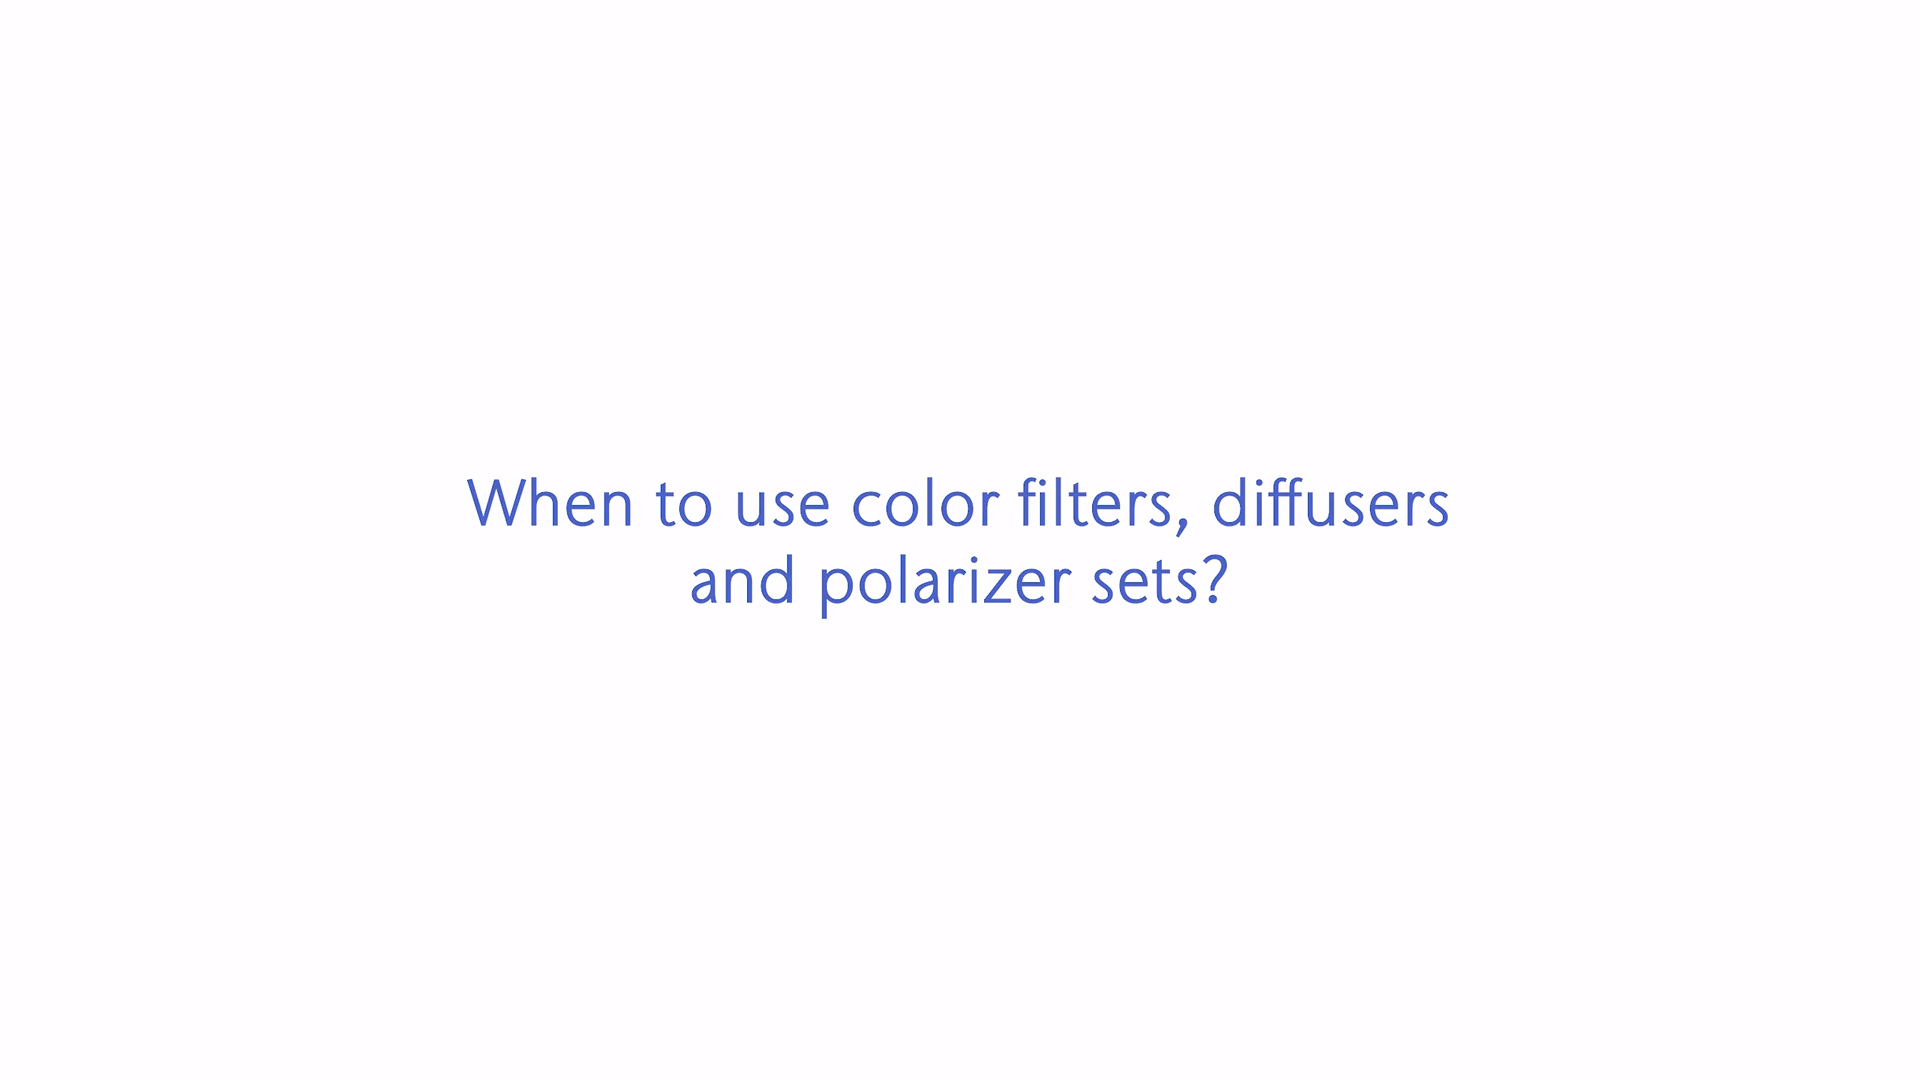 When to use color filters, diffusers
and polarizer sets?